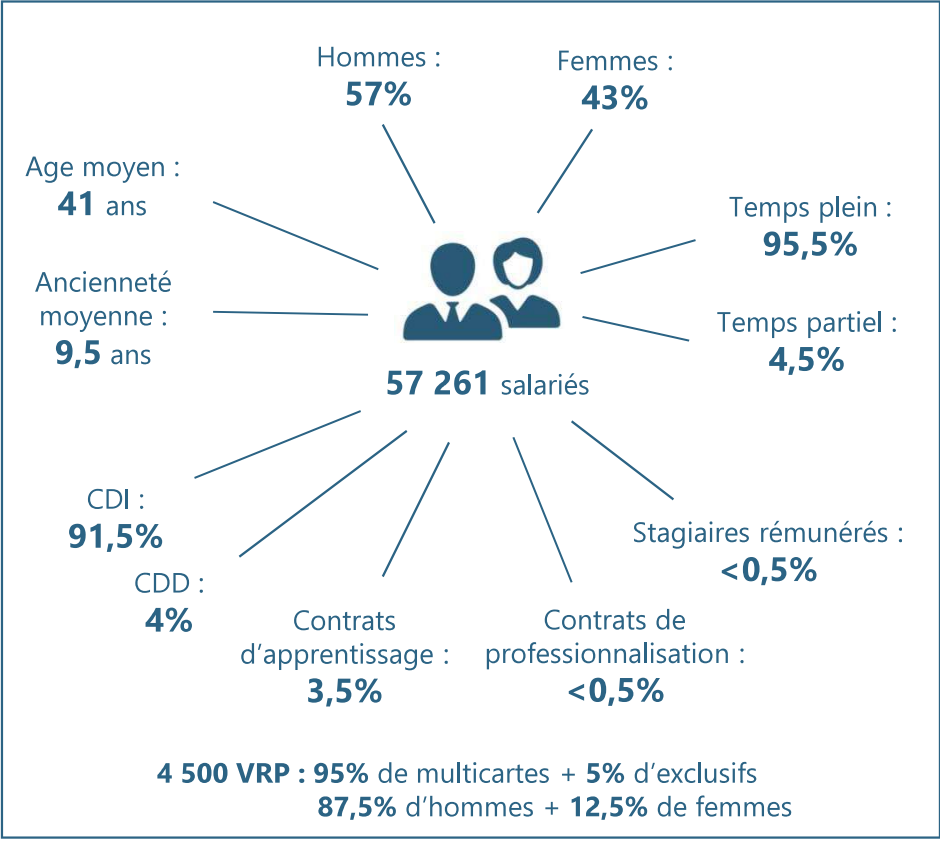 Hommes :
57%
Femmes :
43%
Age moyen :
41 ans
Temps plein :
95,5%
Ancienneté
moyenne :
9,5 ans
Temps partiel :
4,5%
57 261 salariés
CDI :
91,5%
CDD :
4%
Contrats
d’apprentissage :
3,5%
Contrats de
professionnalisation :
<0,5%
Stagiaires rémunérés :
<0,5%
4 500 VRP : 95% de multicartes + 5% d’exclusifs
87,5% d’hommes + 12,5% de femmes